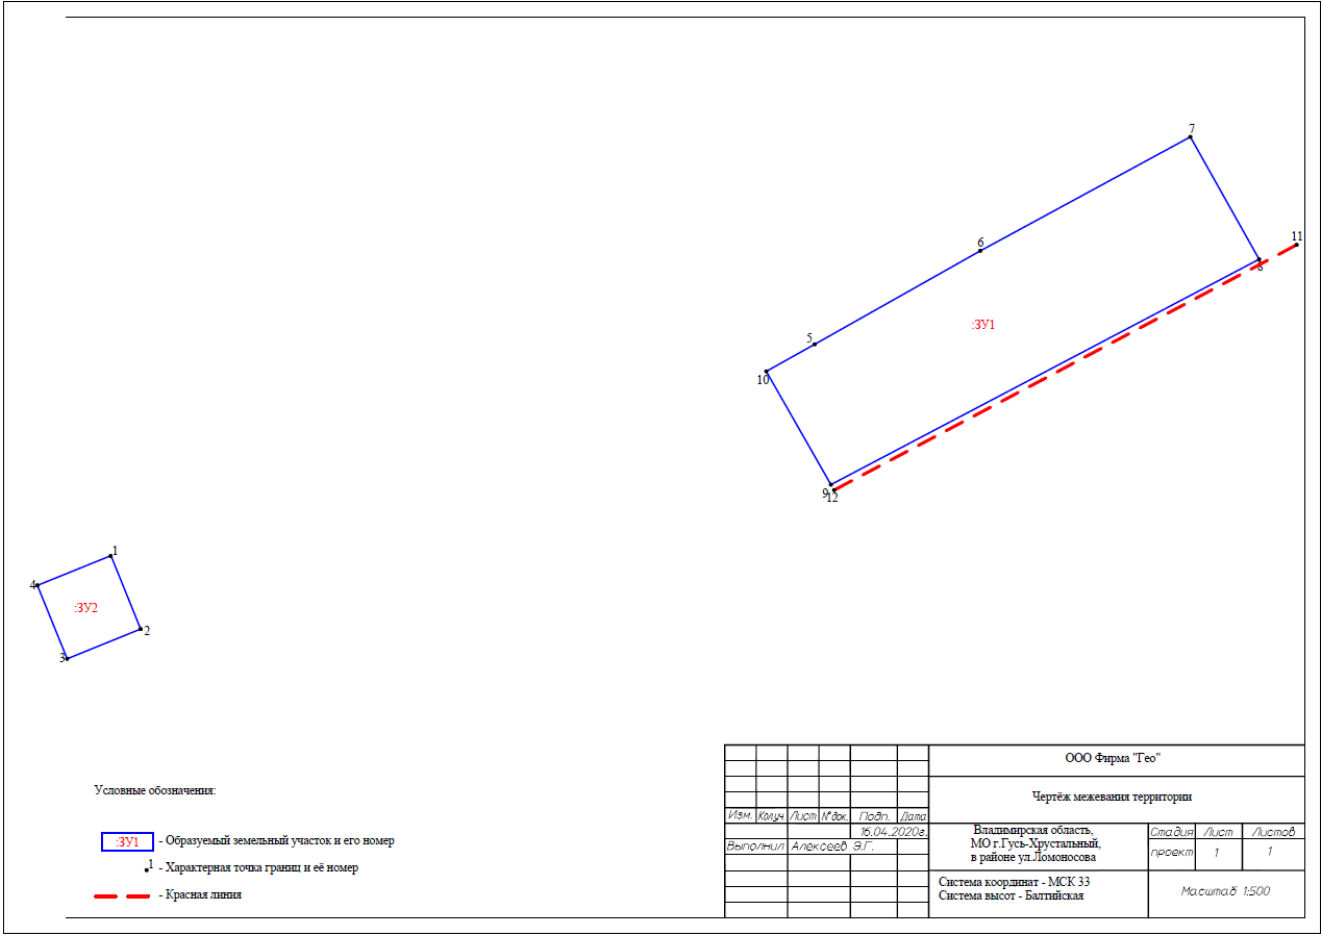 7
11
6
8
:ЗУ1
5
10
9
12
1
4
:ЗУ2
2
3
Условные обозначения:
:ЗУ1 - Образуемый земельный участок и его номер
1 - Характерная точка границ и её номер
- Красная линия
ООО Фирма "Гео"
Чертёж межевания территории
Изм. Колуч. Лист №док. Подп. Дата
16.04.2020г.
Выполнил Алексеев Э.Г.
Владимирская область,
МО г.Гусь-Хрустальный,
в районе ул.Ломоносова
Стадия Лист Листов
проект 1 1
Система координат - МСК 33
Система высот - Балтийская
Масштаб 1:500